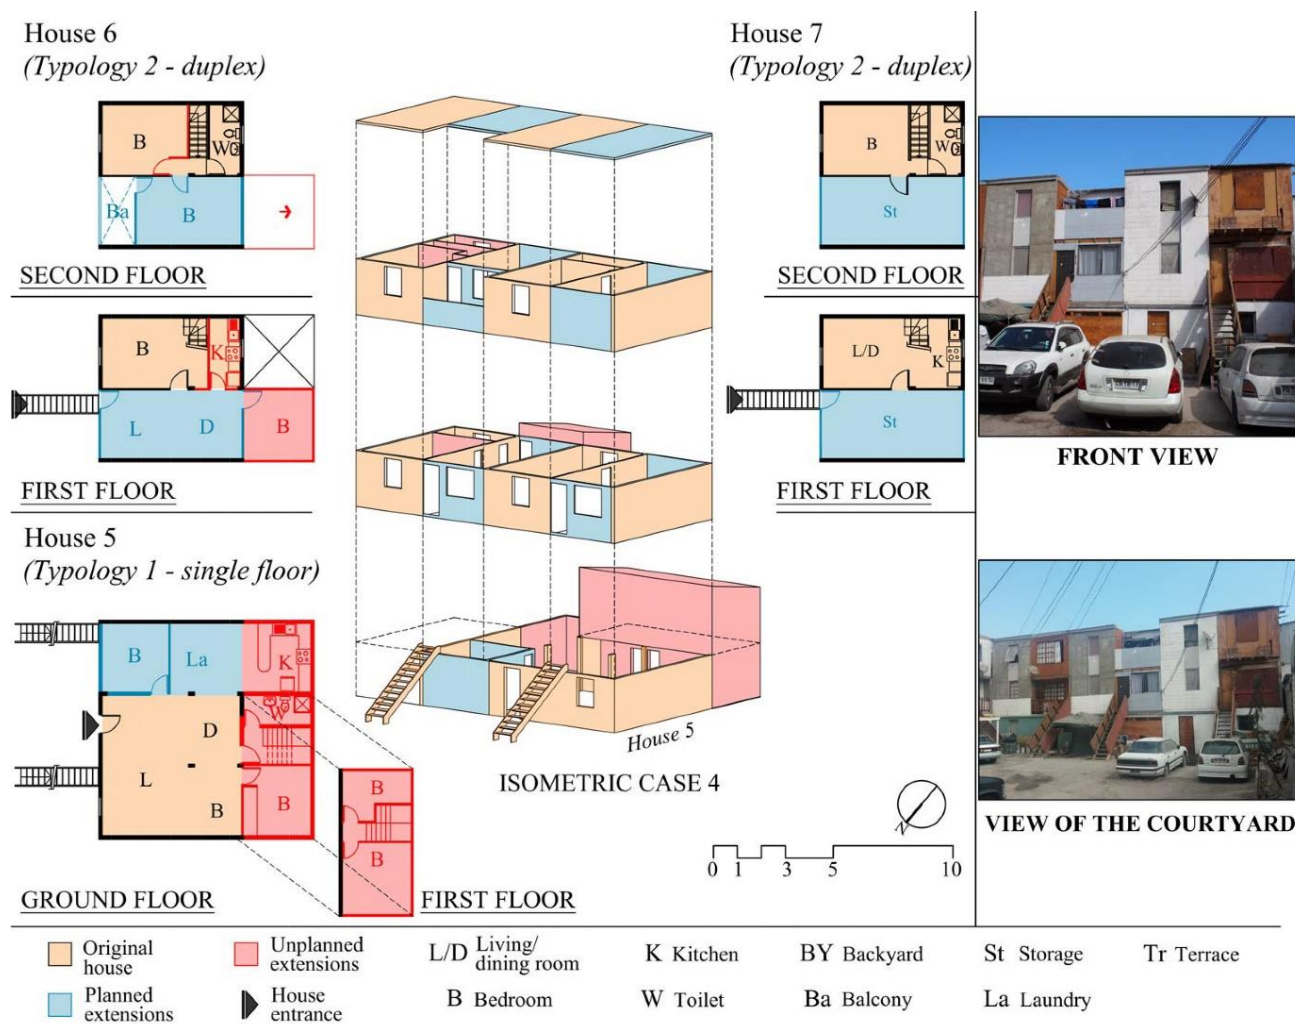 House 6
(Typology 2 - duplex)
B
W
Ba
B
SECOND FLOOR
B
K
L
D
B
FIRST FLOOR
House 5
(Typology 1 - single floor)
B
La
K
W
D
L
B
B
GROUND FLOOR
B
B
FIRST FLOOR
House 5
ISOMETRIC CASE 4
House 7
(Typology 2 - duplex)
B
W
St
SECOND FLOOR
L/D
K
St
FIRST FLOOR
N
0 1 3 5 10
FRONT VIEW
VIEW OF THE COURTYARD
Original
house
Planned
extensions
Unplanned
extensions
House
entrance
L/D Living/
dining room
B Bedroom
K Kitchen
W Toilet
BY Backyard
Ba Balcony
St Storage
La Laundry
Tr Terrace